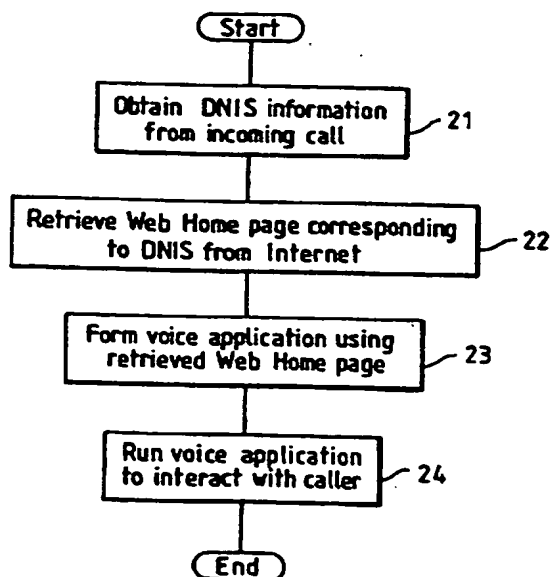 Start
Obtain DNIS information
from incoming call
21
Retrieve Web Home page corresponding
to DNIS from Internet
22
Form voice application using
retrieved Web Home page
23
Run voice application
to interact with caller
24
End